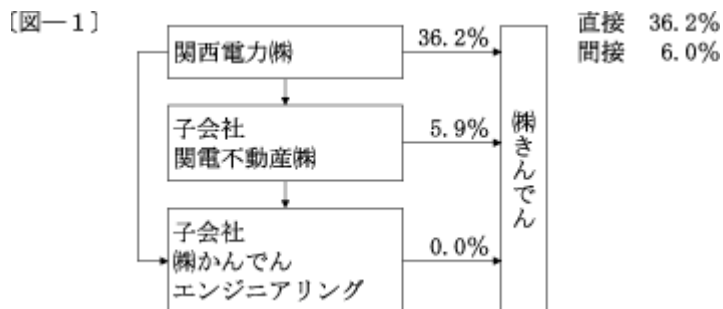 〔図―1〕
関西電力㈱
36.2%
直接 36.2%
間接 6.0%
子会社
関電不動産㈱
5.9%
㈱きんでん
子会社
㈱かんでん
エンジニアリング
0.0%